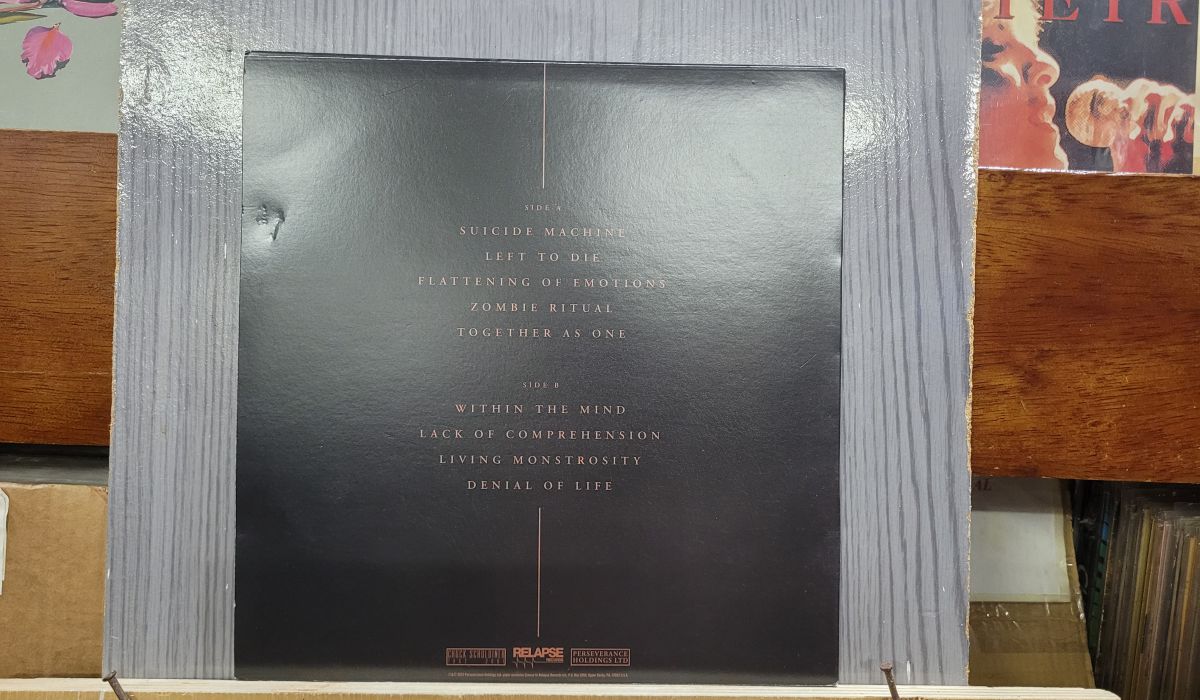 SIDE A
SUICIDE MACHINE
LEFT TO DIE
FLATTENING OF EMOTIONS
ZOMBIE RITUAL
TOGETHER AS ONE
SIDE B
WITHIN THE MIND
LACK OF COMPREHENSION
LIVING MONSTROSITY
DENIAL OF LIFE
CHUCK SCHULDINER
RELAPSE
RECORDS
PERSEVERANCE
HOLDINGS LTD